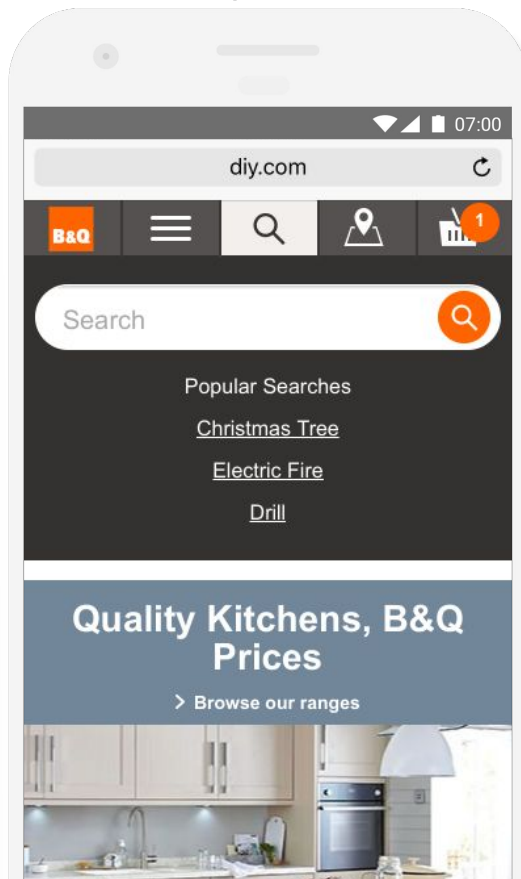 07:00
diy.com
B&Q
1
Search
Popular Searches
Christmas Tree
Electric Fire
Drill
Quality Kitchens, B&Q
Prices
> Browse our ranges